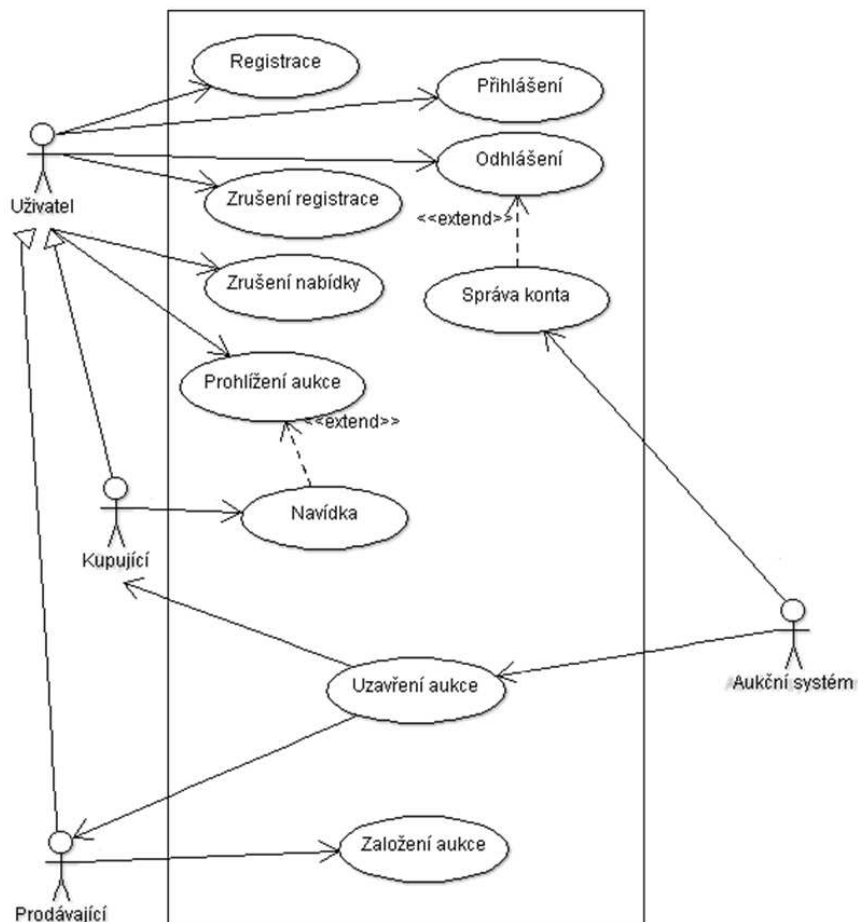 Registrace
Přihlášení
Odhlášení
Uživatel
Zrušení registrace
<<extend>>
Zrušení nabídky
Správa konta
Prohlížení aukce
<<extend>>
Navídka
Kupující
Uzavření aukce
Aukční systém
Založení aukce
Prodávající